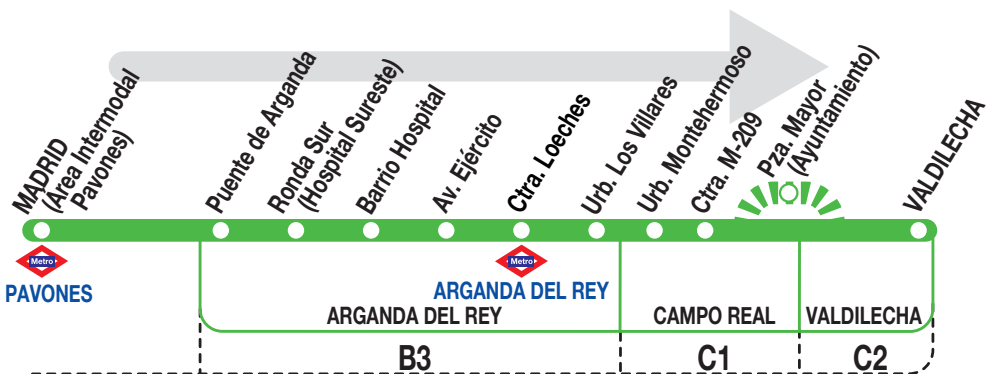 MADRID
(Área Intermodal
Pavones)
Puente de Arganda
Ronda Sur
(Hospital Sureste)
Barrio Hospital
Av. Ejército
Ctra. Loeches
Urb. Los Villares
Urb. Montehermoso
Ctra. M-209
Pza. Mayor
(Ayuntamiento)
VALDILECHA
Metro
Metro
PAVONES
ARGANDA DEL REY
ARGANDA DEL REY
CAMPO REAL
VALDILECHA
B3
C1
C2